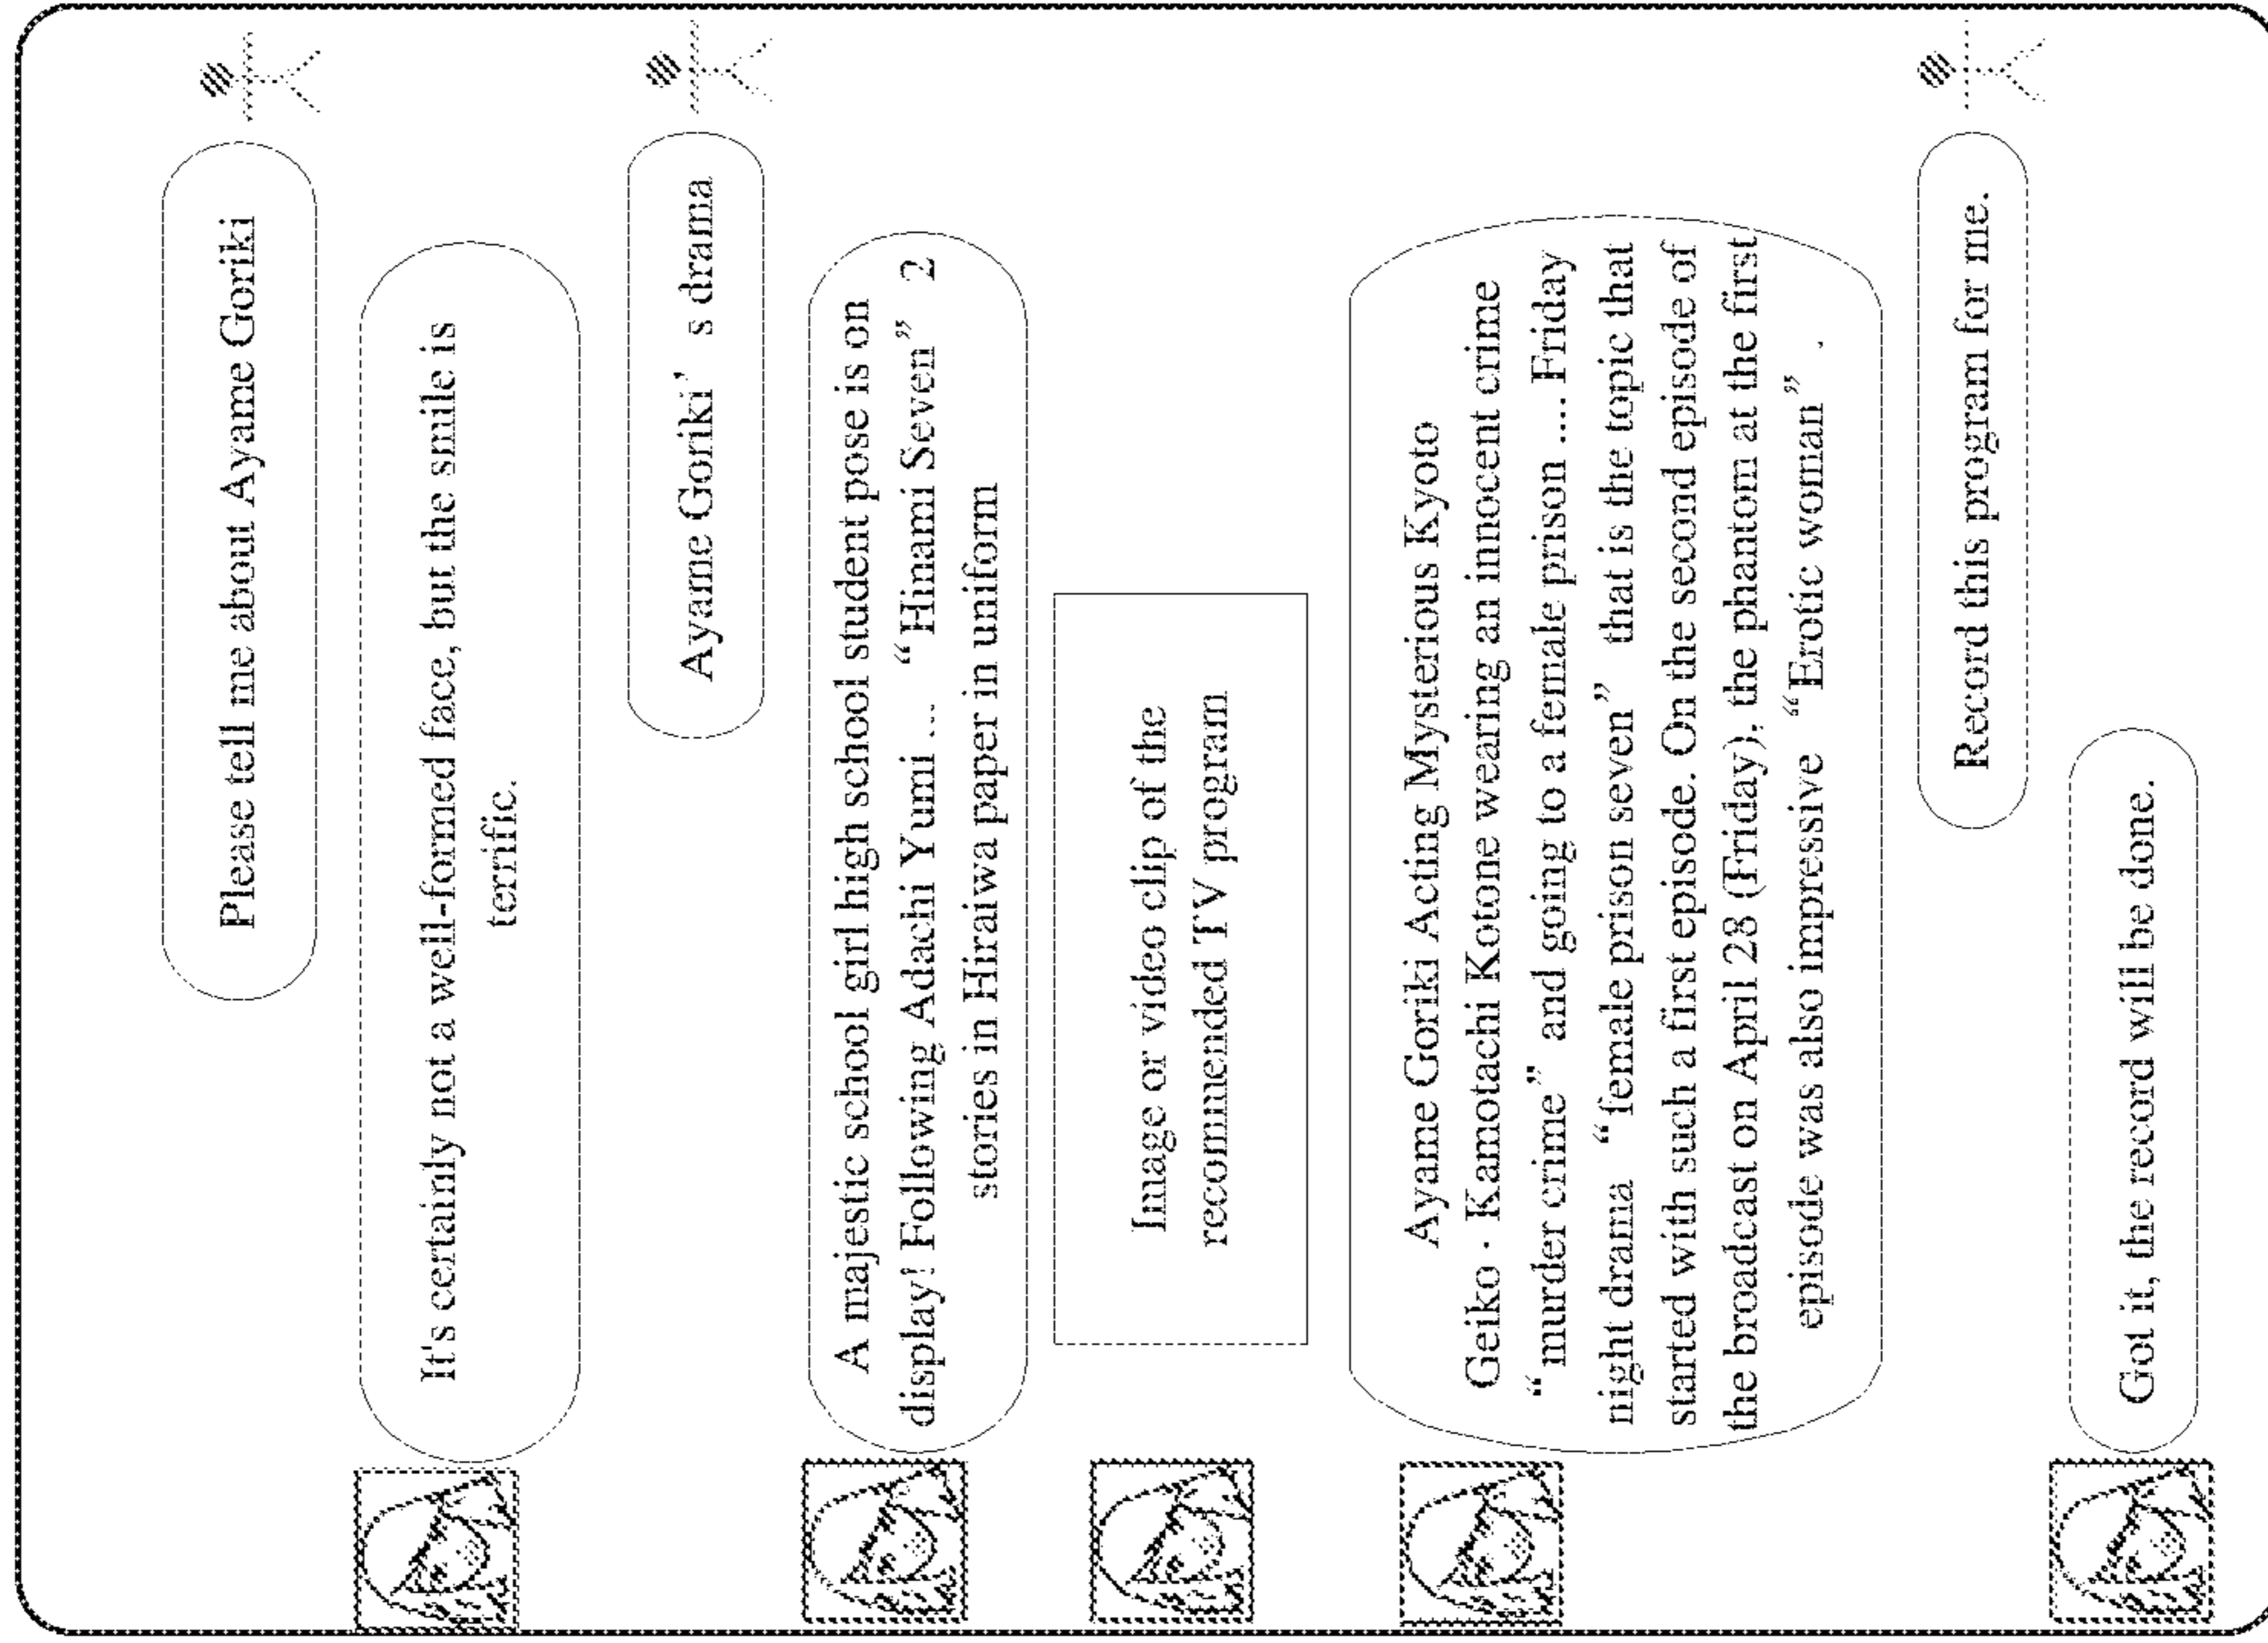 Please tell me about Ayame Goriki
It's certainly not a well-formed face, but the smile is
terrific.
Ayame Goriki’ s drama
A majestic school girl high school student pose is on
display! Following Adachi Yumi ... “Hinami Seven” 2
stories in Hiraiwa paper in uniform
Image or video clip of the
recommended TV program
Ayame Goriki Acting Mysterious Kyoto
Geiko · Kamotachi Kotone wearing an innocent crime
“murder crime” and going to a female prison .... Friday
night drama “female prison seven” that is the topic that
started with such a first episode. On the second episode of
the broadcast on April 28 (Friday), the phantom at the first
episode was also impressive “Erotic woman” .
Record this program for me.
Got it, the record will be done.